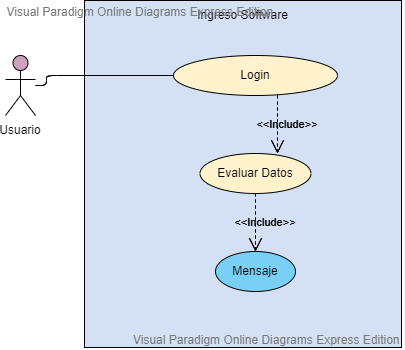 Visual Paradigm Online Diagrams Express Edition
Ingreso Software
Login
Usuario
<<Include>>
Evaluar Datos
<<Include>>
Mensaje
Visual Paradigm Online Diagrams Express Edition